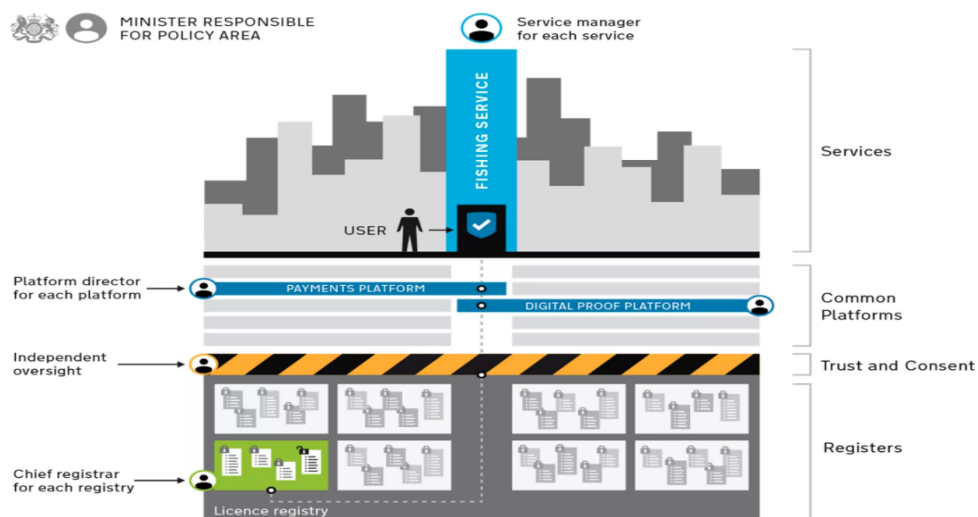 MINISTER RESPONSIBLE
FOR POLICY AREA
Service manager
for each service
FISHING SERVICE
Services
USER
Platform director
for each platform
PAYMENTS PLATFORM
DIGITAL PROOF PLATFORM
Common
Platforms
Independent
oversight
Trust and Consent
Registers
Chief registrar
for each registry
Licence registry